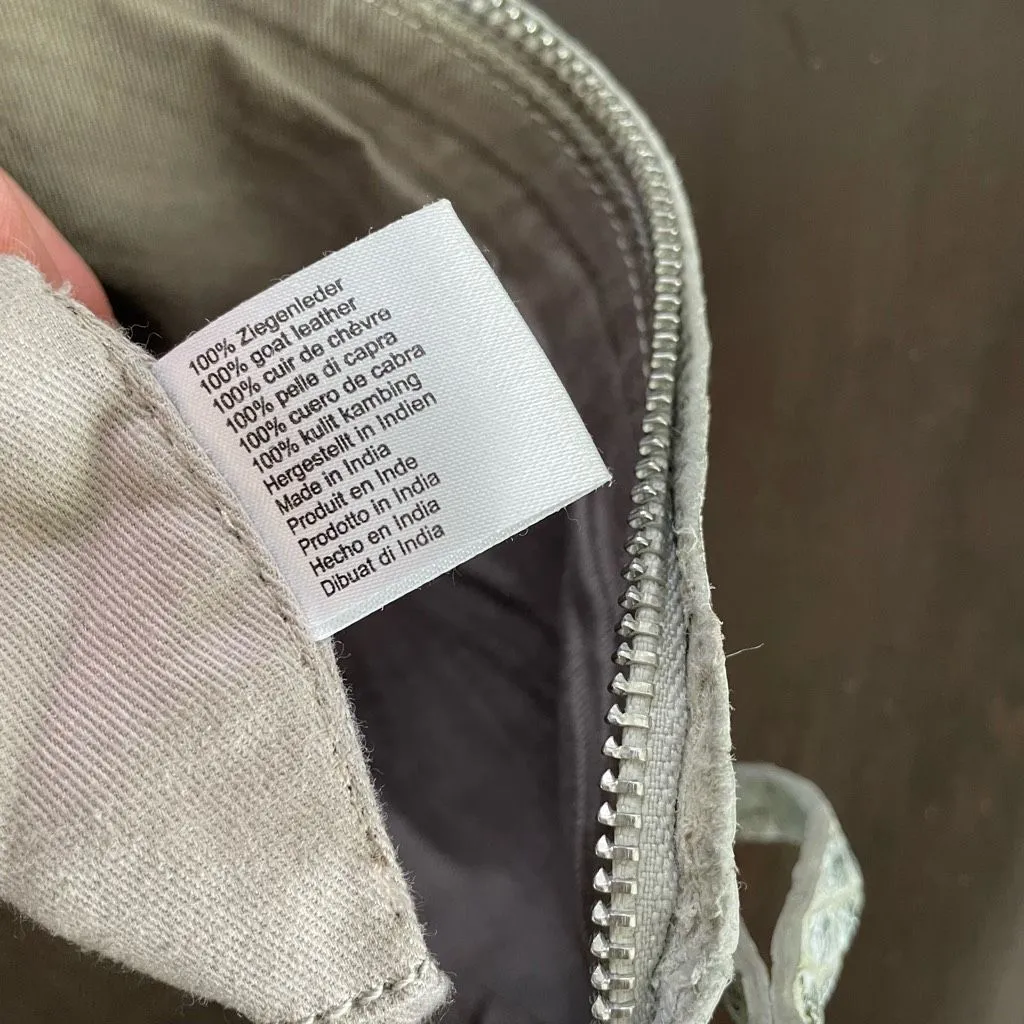 100% Ziegenleder
100% goat leather
100% cuir de chêvre
100% pelle di capra
100% cuero de cabra
100% kulit kambing
Hergestellt in Indien
Made in India
Produit en Inde
Prodotto in India
Hecho en India
Dibuat di India